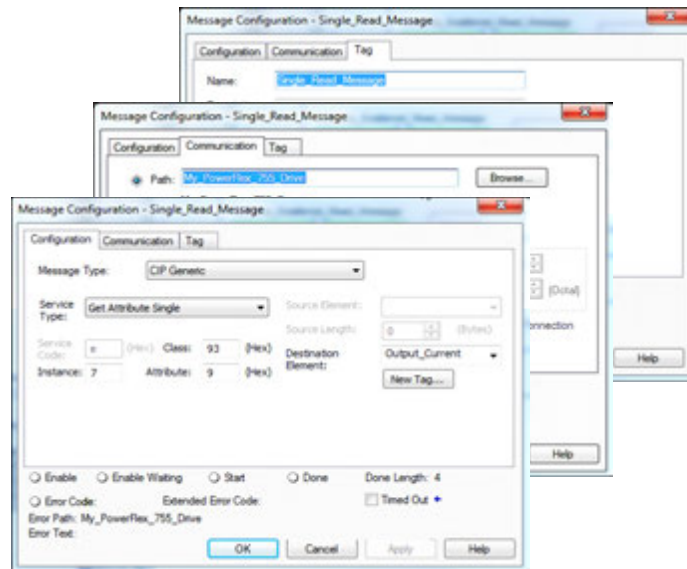 Message Configuration - Single_Read_Message
Configuration Communication Tag
Name: Single_Read_Message
Message Configuration - Single_Read_Message
Configuration Communication Tag
Path: My_PowerFlex_755_Drive Browse...
(Octal)
Help
Help
Message Configuration - Single_Read_Message
Configuration Communication Tag
Message Type: CIP Generic
Service Type: Get Attribute Single Source Element:
Source Length: 0 (Bytes)
Service Code: e (Hex) Class: 93 (Hex) Destination Element: Output_Current
Instance: 7 Attribute: 9 (Hex) New Tag...
Enable Enable Waiting Start Done Done Length: 4
Error Code: Extended Error Code: Timed Out
Error Path: My_PowerFlex_755_Drive
Error Text:
OK Cancel Apply Help